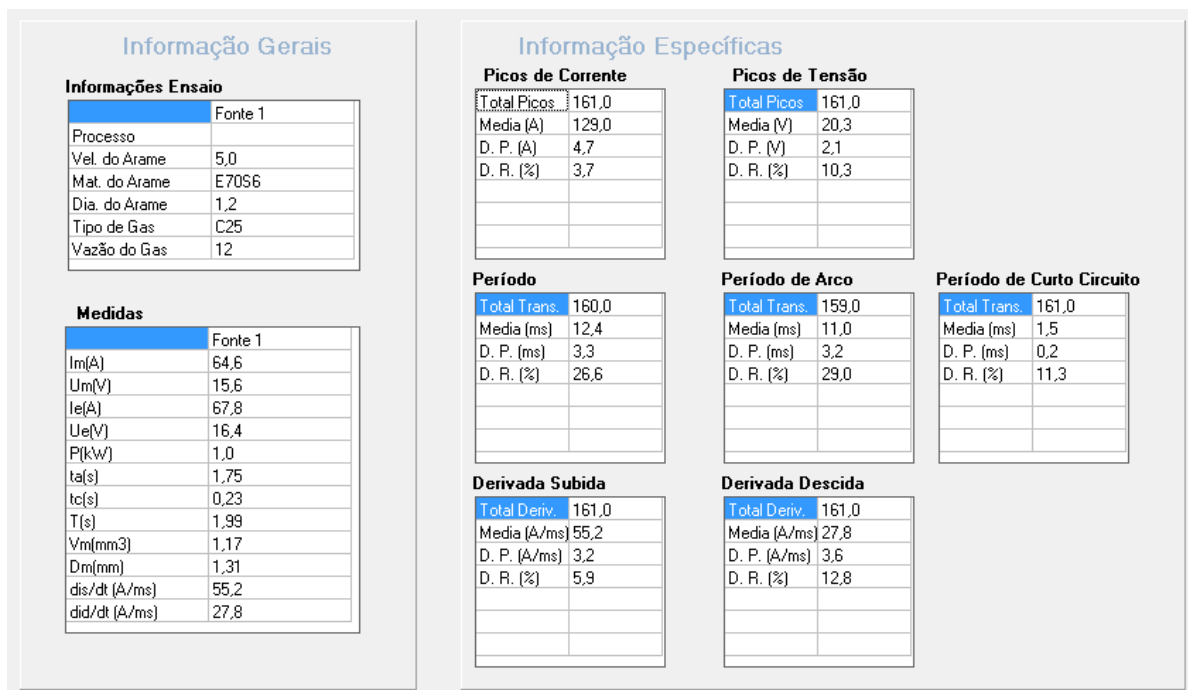 Informação Gerais
Informações Ensaio
Fonte 1
Processo
Vel. do Arame 5,0
Mat. do Arame E70S6
Dia. do Arame 1,2
Tipo de Gas C25
Vazão do Gas 12
Medidas
Fonte 1
Im(A) 64,6
Um(V) 15,6
Ie(A) 67,8
Ue(V) 16,4
P(kW) 1,0
ta(s) 1,75
tc(s) 0,23
T(s) 1,99
Vm(mm3) 1,17
Dm(mm) 1,31
dis/dt (A/ms) 55,2
did/dt (A/ms) 27,8
Informação Específicas
Picos de Corrente
Total Picos 161,0
Media (A) 129,0
D. P. (A) 4,7
D. R. (%) 3,7
Picos de Tensão
Total Picos 161,0
Media (V) 20,3
D. P. (V) 2,1
D. R. (%) 10,3
Período
Total Trans. 160,0
Media (ms) 12,4
D. P. (ms) 3,3
D. R. (%) 26,6
Período de Arco
Total Trans. 159,0
Media (ms) 11,0
D. P. (ms) 3,2
D. R. (%) 29,0
Período de Curto Circuito
Total Trans. 161,0
Media (ms) 1,5
D. P. (ms) 0,2
D. R. (%) 11,3
Derivada Subida
Total Deriv. 161,0
Media (A/ms) 55,2
D. P. (A/ms) 3,2
D. R. (%) 5,9
Derivada Descida
Total Deriv. 161,0
Media (A/ms) 27,8
D. P. (A/ms) 3,6
D. R. (%) 12,8